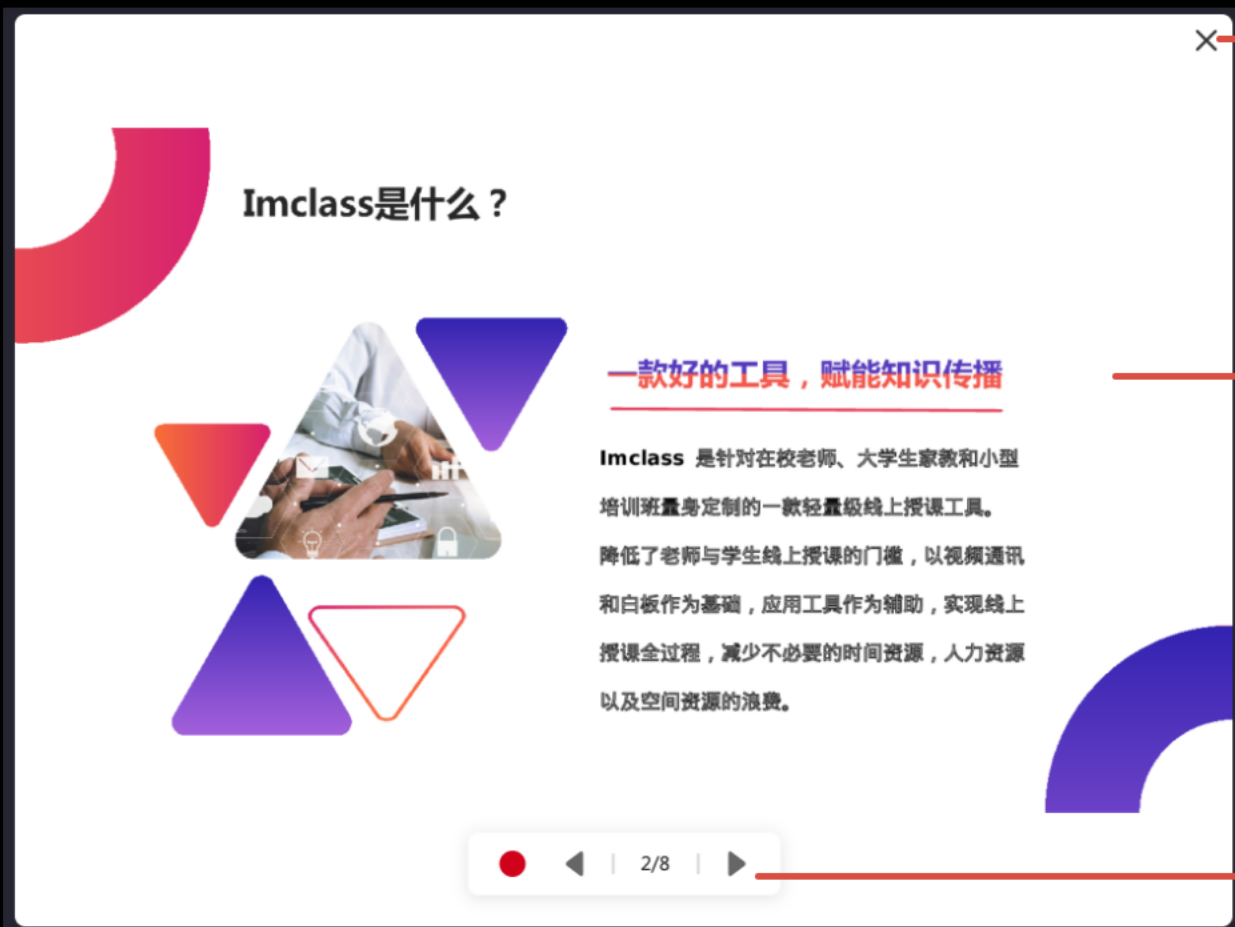 Imclass是什么？
一款好的工具，赋能知识传播
Imclass 是针对在校老师、大学生家教和小型
培训班量身定制的一款轻量级线上授课工具。
降低了老师与学生线上授课的门槛，以视频通讯
和白板作为基础，应用工具作为辅助，实现线上
授课全过程，减少不必要的时间资源，人力资源
以及空间资源的浪费。
2/8